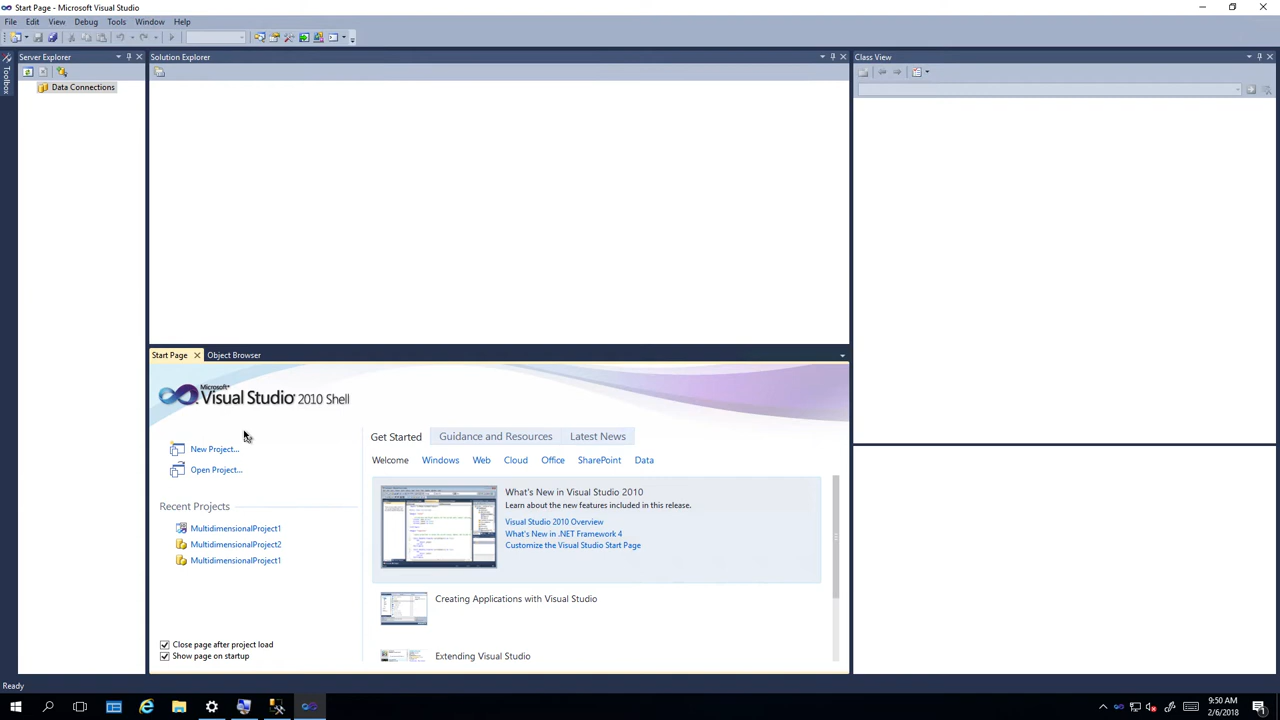 Start Page - Microsoft Visual Studio
File Edit View Debug Tools Window Help
Toolbox
Server Explorer
Data Connections
Solution Explorer
Class View
Start Page
Object Browser
Microsoft®
Visual Studio® 2010 Shell
New Project...
Open Project...
Recent Projects
MultidimensionalProject1
MultidimensionalProject2
MultidimensionalProject1
Close page after project load
Show page on startup
Get Started Guidance and Resources Latest News
Welcome Windows Web Cloud Office SharePoint Data
What's New in Visual Studio 2010
Learn about the new features included in this release.
Visual Studio 2010 Overview
What's New in .NET Framework 4
Customize the Visual Studio Start Page
Creating Applications with Visual Studio
Extending Visual Studio
Ready
9:50 AM
2/6/2018
1